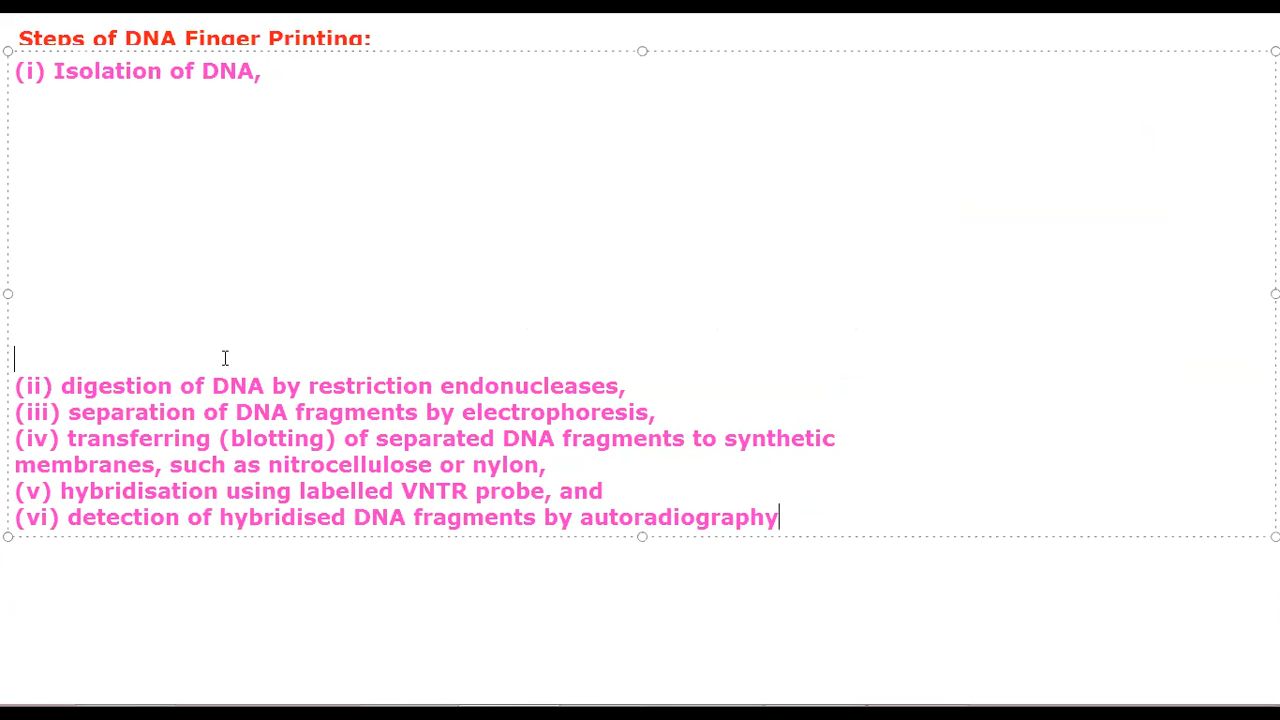 Steps of DNA Finger Printing:
(i) Isolation of DNA,
(ii) digestion of DNA by restriction endonucleases,
(iii) separation of DNA fragments by electrophoresis,
(iv) transferring (blotting) of separated DNA fragments to synthetic
membranes, such as nitrocellulose or nylon,
(v) hybridisation using labelled VNTR probe, and
(vi) detection of hybridised DNA fragments by autoradiography